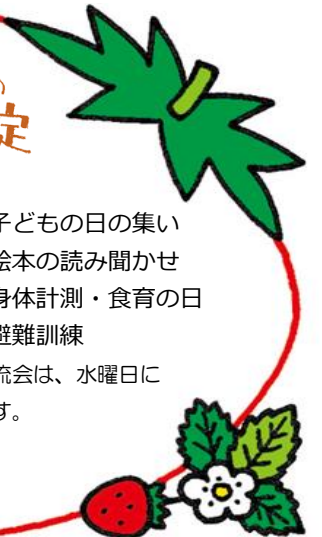 の
定
子どもの日の集い
絵本の読み聞かせ
身体計測・食育の日
避難訓練
流会は、水曜日に
す。